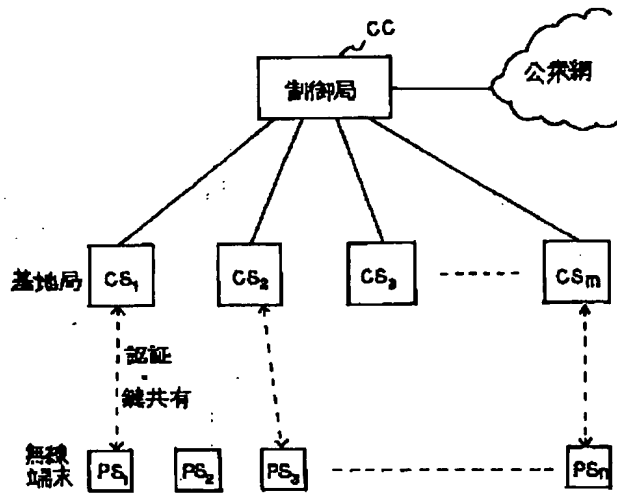 CC
制御局
公衆網
基地局 CS₁ CS₂ CS₃ CSm
認証
・
鍵共有
無線
端末
PS₁ PS₂ PS₃ PSn